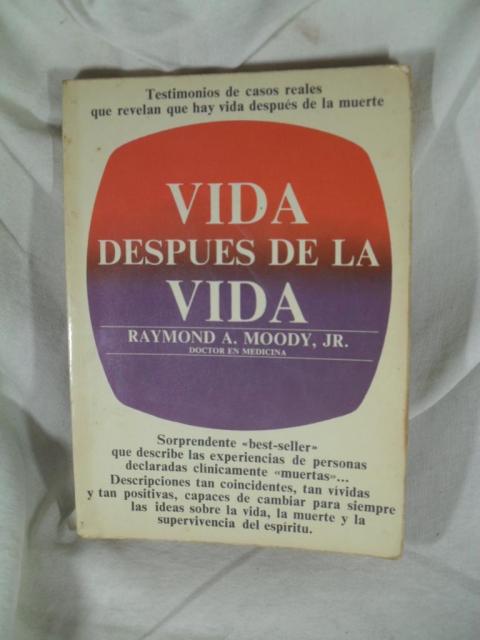 Testimonios de casos reales
que revelan que hay vida después de la muerte
VIDA
DESPUES DE LA
VIDA
RAYMOND A. MOODY, JR.
DOCTOR EN MEDICINA
Sorprendente «best-seller»
que describe las experiencias de personas
declaradas clínicamente «muertas»...
Descripciones tan coincidentes, tan vívidas
y tan positivas, capaces de cambiar para siempre
las ideas sobre la vida, la muerte y la
supervivencia del espíritu.